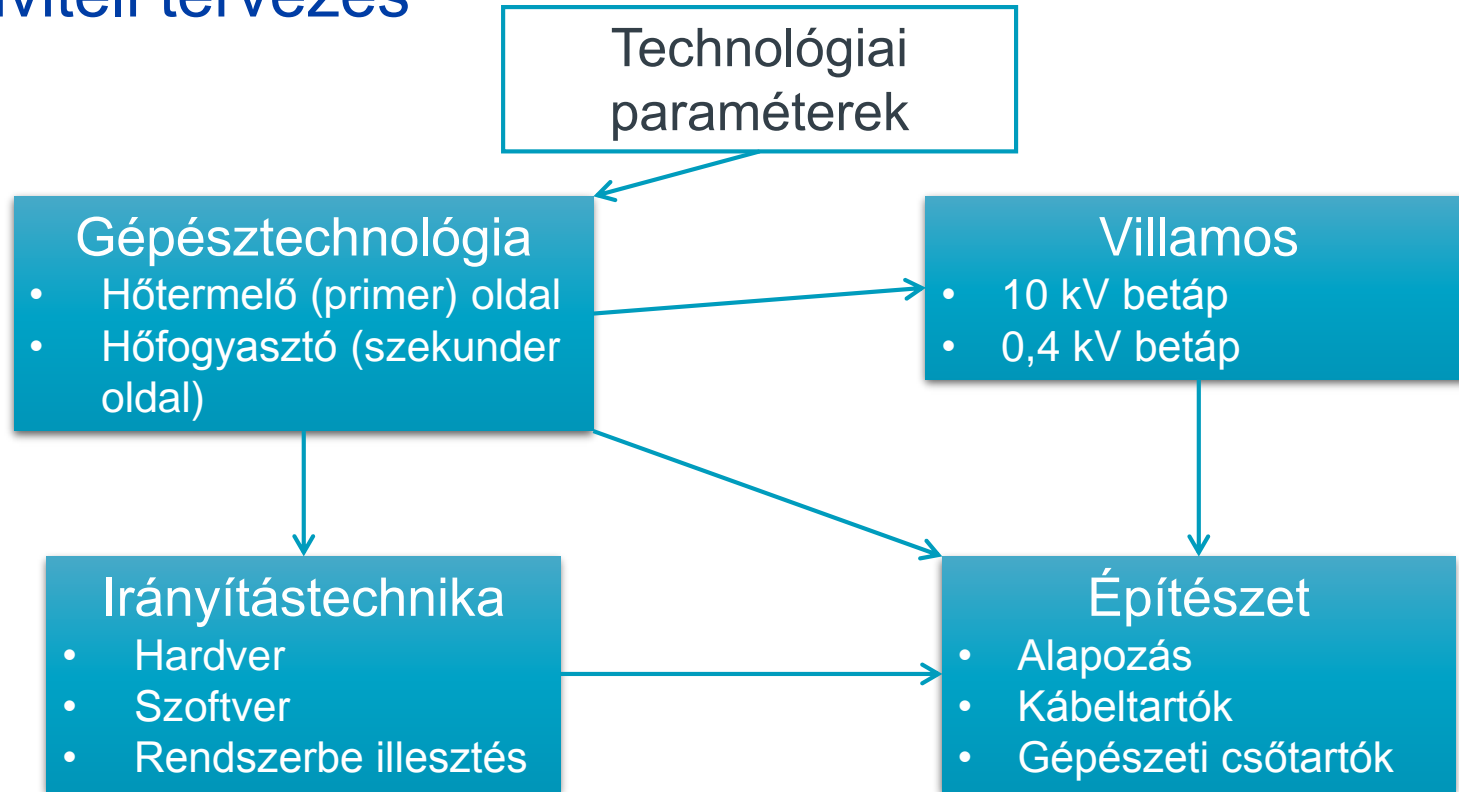 tervezés
Technológiai
paraméterek
Gépésztechnológia
• Hőtermelő (primer) oldal
• Hőfogyasztó (szekunder
oldal)
Villamos
• 10 kV betáp
• 0,4 kV betáp
Irányítástechnika
• Hardver
• Szoftver
• Rendszerbe illesztés
Építészet
• Alapozás
• Kábeltartók
• Gépészeti csőtartók